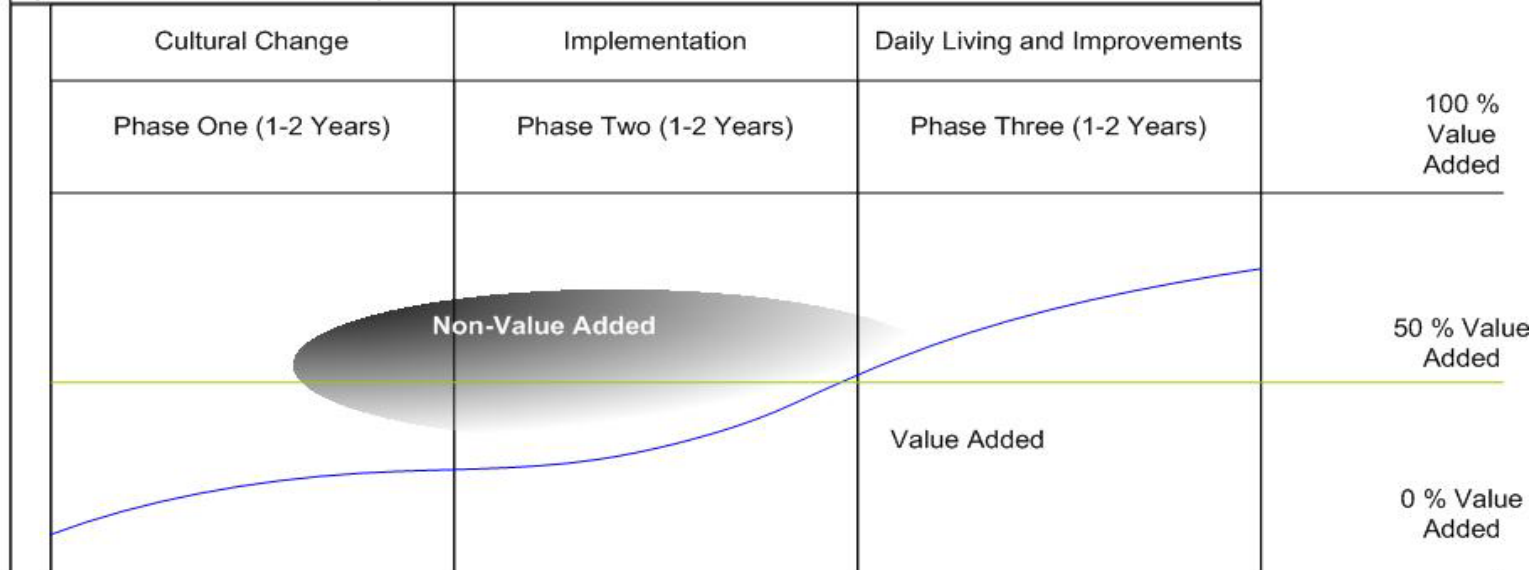 Cultural Change
Implementation
Daily Living and Improvements
Phase One (1-2 Years)
Phase Two (1-2 Years)
Phase Three (1-2 Years)
100 %
Value
Added
Non-Value Added
50 % Value
Added
Value Added
0 % Value
Added